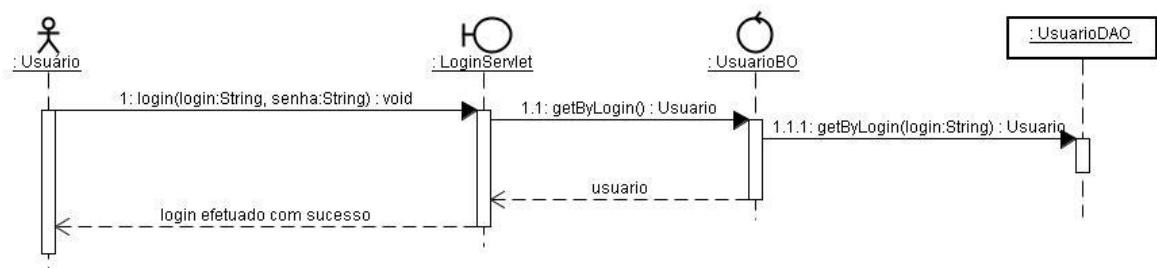 : Usuário
: LoginServlet
: UsuarioBO
: UsuarioDAO
1: login(login:String, senha:String) : void
1.1: getByLogin() : Usuario
1.1.1: getByLogin(login:String) : Usuario
usuario
login efetuado com sucesso